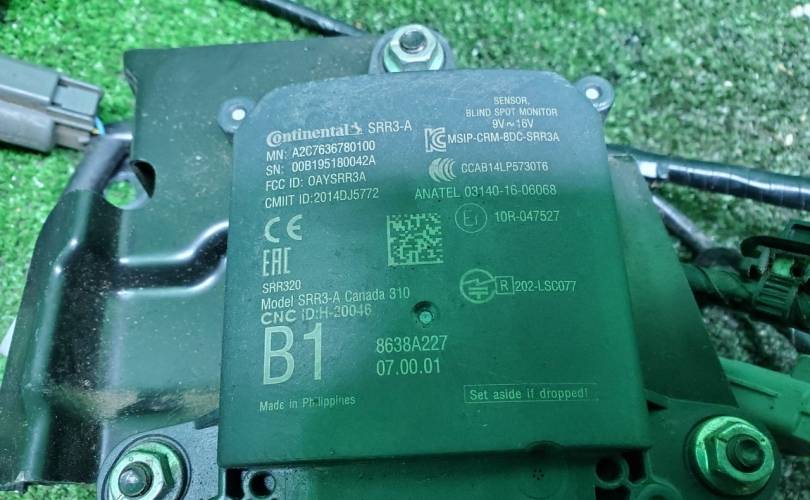 Continental SRR3-A
MN: A2C7636780100
SN: 00B195180042A
FCC ID: OAYSRR3A
CMIIT ID:2014DJ5772
SENSOR,
BLIND SPOT MONITOR
9V~16V
MSIP-CRM-8DC-SRR3A
CCAB14LP5730T6
ANATEL 03140-16-06068
E1 10R-047527
CE
EAC
SRR320
Model SRR3-A Canada 310
CNC ID:H-20046
R 202-LSC077
B1
8638A227
07.00.01
Made in Philippines
Set aside if dropped!